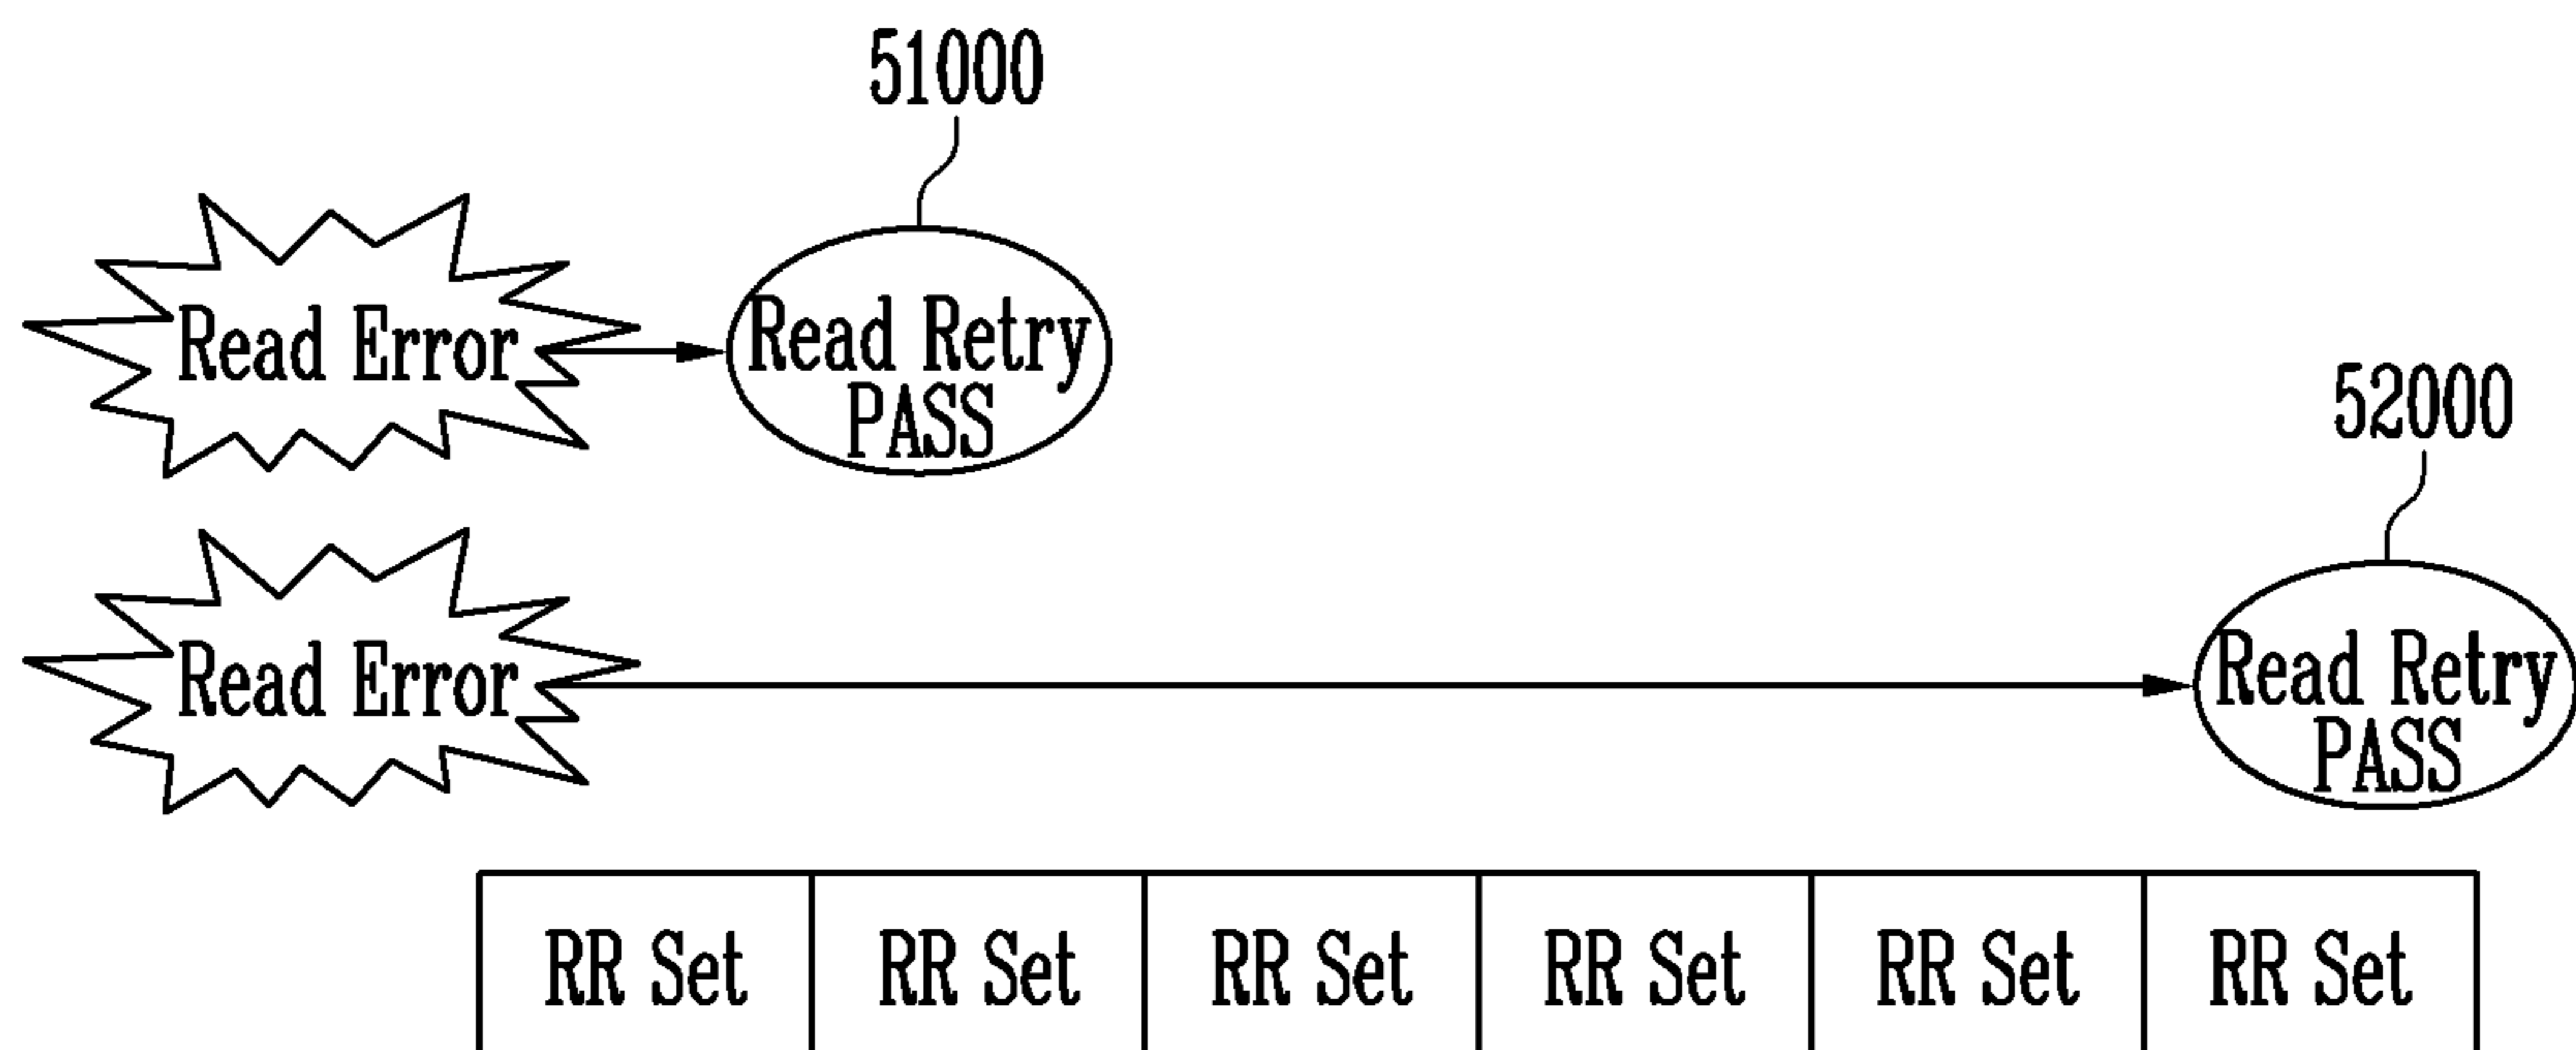 51000
Read Error
Read Retry
PASS
52000
Read Error
Read Retry
PASS
RR Set RR Set RR Set RR Set RR Set RR Set